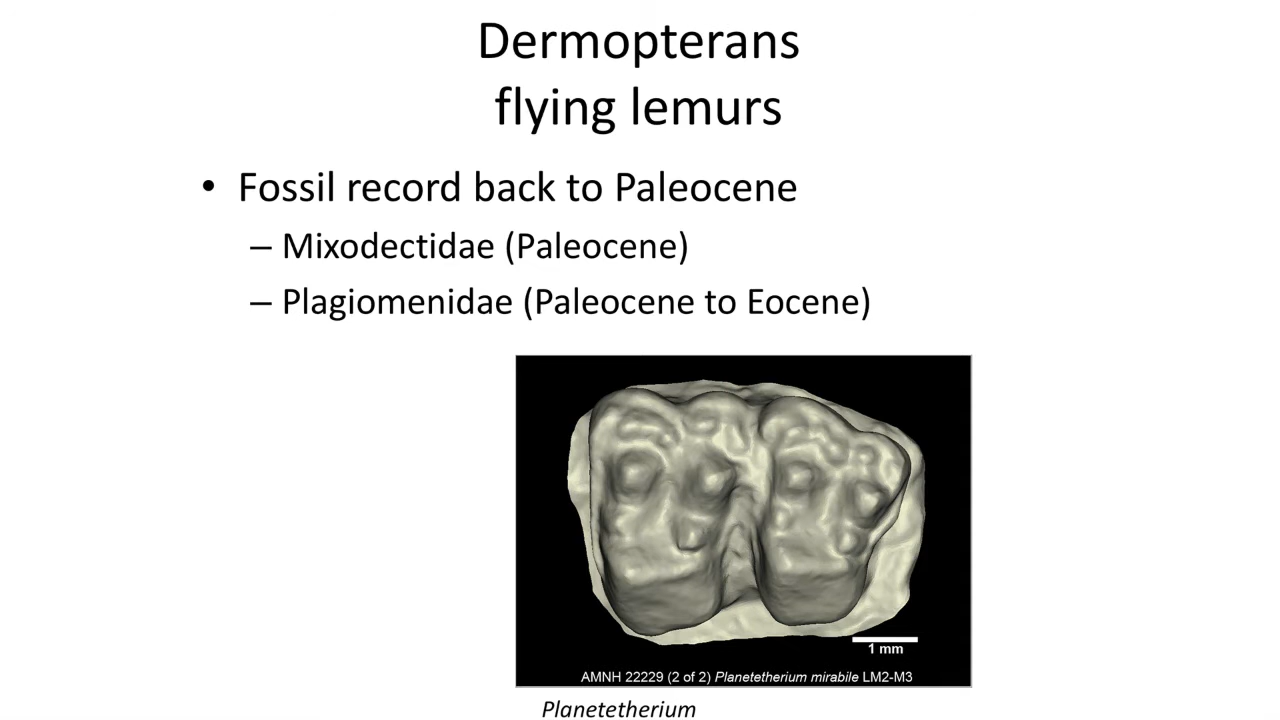 Dermopterans
flying lemurs
• Fossil record back to Paleocene
– Mixodectidae (Paleocene)
– Plagiomenidae (Paleocene to Eocene)
1 mm
AMNH 22229 (2 of 2) Planetetherium mirabile LM2-M3
Planetetherium